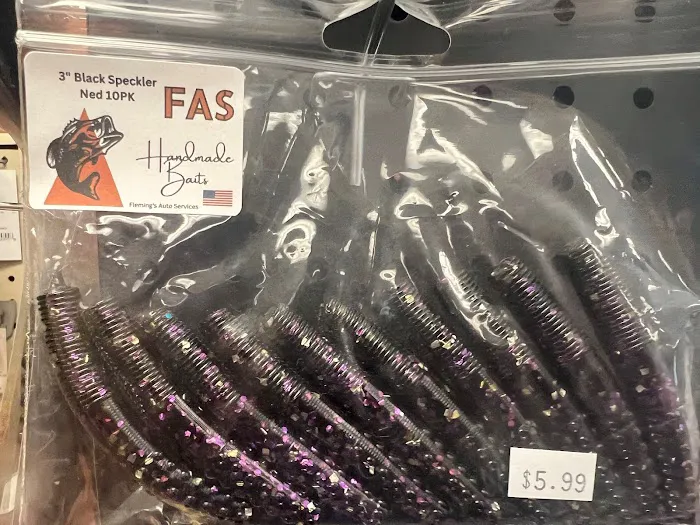 3" Black Speckler
Ned 10PK
FAS
Handmade
Baits
Fleming's Auto Services
$5.99